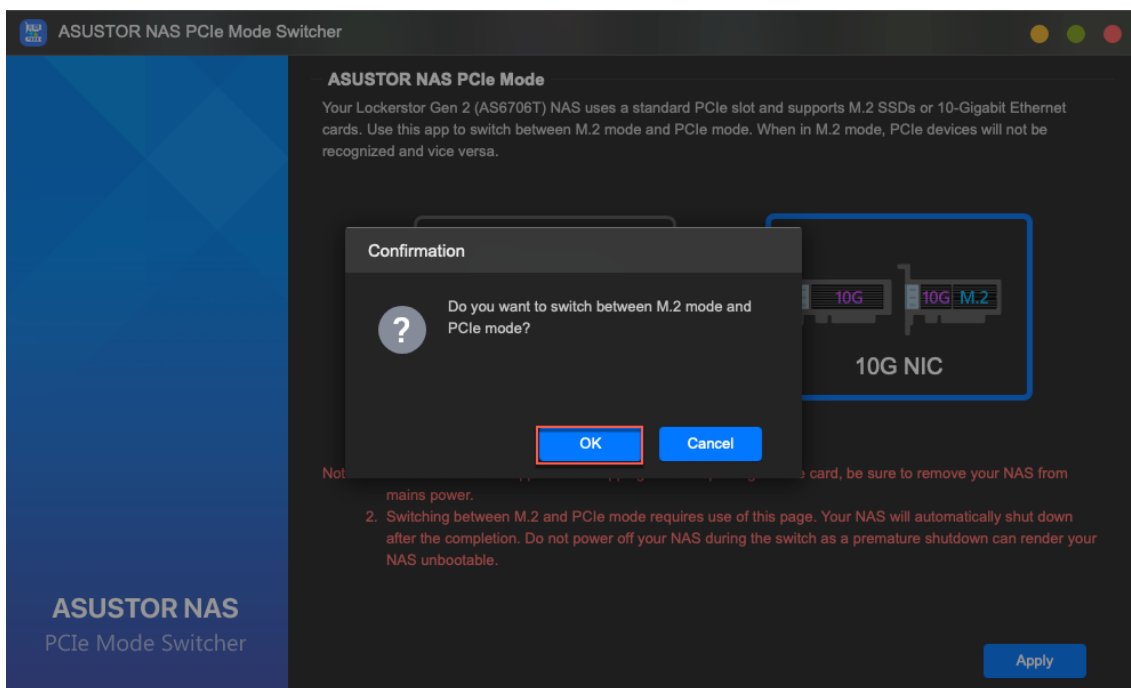 ASUSTOR NAS PCIe Mode Switcher
ASUSTOR NAS PCIe Mode
Your Lockerstor Gen 2 (AS6706T) NAS uses a standard PCIe slot and supports M.2 SSDs or 10-Gigabit Ethernet
cards. Use this app to switch between M.2 mode and PCIe mode. When in M.2 mode, PCIe devices will not be
recognized and vice versa.
Confirmation
Do you want to switch between M.2 mode and
PCIe mode?
10G
10G M.2
10G NIC
OK
Cancel
card, be sure to remove your NAS from
mains power.
2. Switching between M.2 and PCIe mode requires use of this page. Your NAS will automatically shut down
after the completion. Do not power off your NAS during the switch as a premature shutdown can render your
NAS unbootable.
ASUSTOR NAS
PCIe Mode Switcher
Apply